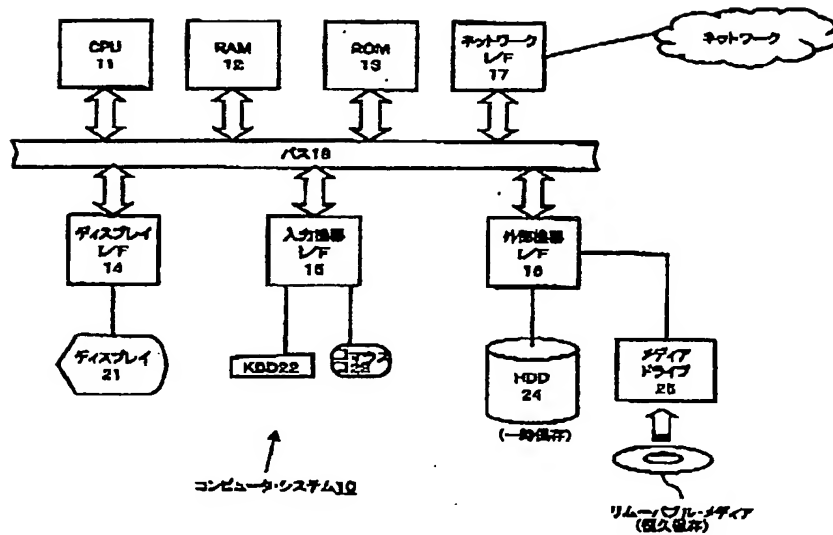 CPU
11
RAM
12
ROM
13
ネットワーク
I/F
17
ネットワーク
バス18
ディスプレイ
I/F
14
入力機器
I/F
15
外部機器
I/F
16
ディスプレイ
21
KBD22
マウス
23
HDD
24
(一時保存)
メディア
ドライブ
25
コンピュータ・システム10
リムーバブル・メディア
(恒久保存)